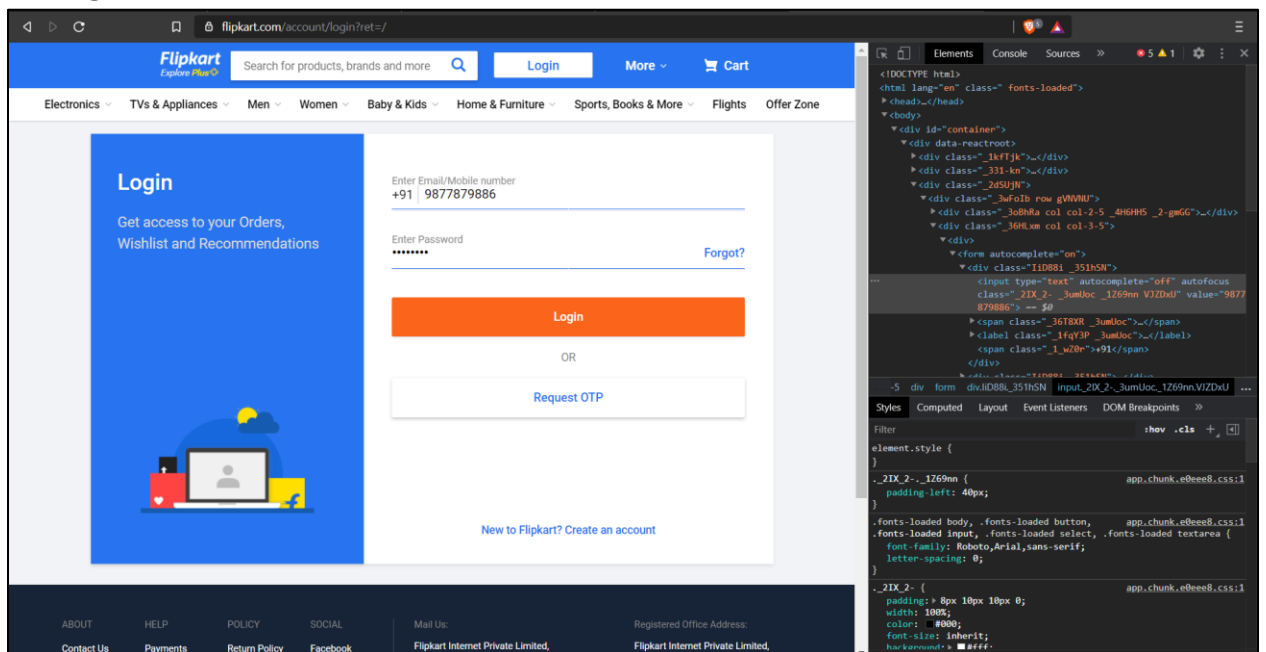 flipkart.com/account/login?ret=/
Flipkart
Explore Plus
Search for products, brands and more
Login
More
Cart
Electronics
TVs & Appliances
Men
Women
Baby & Kids
Home & Furniture
Sports, Books & More
Flights
Offer Zone
Login
Get access to your Orders,
Wishlist and Recommendations
Enter Email/Mobile number
+91 9877879886
Enter Password
••••••••
Forgot?
Login
OR
Request OTP
New to Flipkart? Create an account
ABOUT
HELP
POLICY
SOCIAL
Mail Us:
Registered Office Address:
Contact Us
Payments
Return Policy
Facebook
Flipkart Internet Private Limited,
Flipkart Internet Private Limited,
Elements Console Sources » 5 1
<!DOCTYPE html>
<html lang="en" class=" fonts-loaded">
<head>…</head>
<body>
<div id="container">
<div data-reactroot>
<div class="_1kfTjk">…</div>
<div class="_331-kn">…</div>
<div class="_2dSUjN">
<div class="_3wFoIb row gVNVNU">
<div class="_3oBhRa col col-2-5 _4H6HH5 _2-gmGG">…</div>
<div class="_36HLxm col col-3-5">
<div>
<form autocomplete="on">
<div class="IiD88i _351hSN">
<input type="text" autocomplete="off" autofocus
class="_2IX_2- _3umUoc _1Z69nn VJZDxU" value="9877
879886"> == $0
<span class="_36T8XR _3umUoc">…</span>
<label class="_1fqY3P _3umUoc">…</label>
<span class="_1_wZ0r">+91</span>
</div>
<div class="IiD88i _351hSN">…</div>
-5 div form div.IiD88i._351hSN input._2IX_2-._3umUoc._1Z69nn.VJZDxU ...
Styles Computed Layout Event Listeners DOM Breakpoints »
Filter :hov .cls +
element.style {
}
._2IX_2-._1Z69nn { app.chunk.e0eee8.css:1
padding-left: 40px;
}
.fonts-loaded body, .fonts-loaded button, app.chunk.e0eee8.css:1
.fonts-loaded input, .fonts-loaded select, .fonts-loaded textarea {
font-family: Roboto,Arial,sans-serif;
letter-spacing: 0;
}
._2IX_2- { app.chunk.e0eee8.css:1
padding: 8px 10px 10px 0;
width: 100%;
color: #000;
font-size: inherit;
background: #fff;